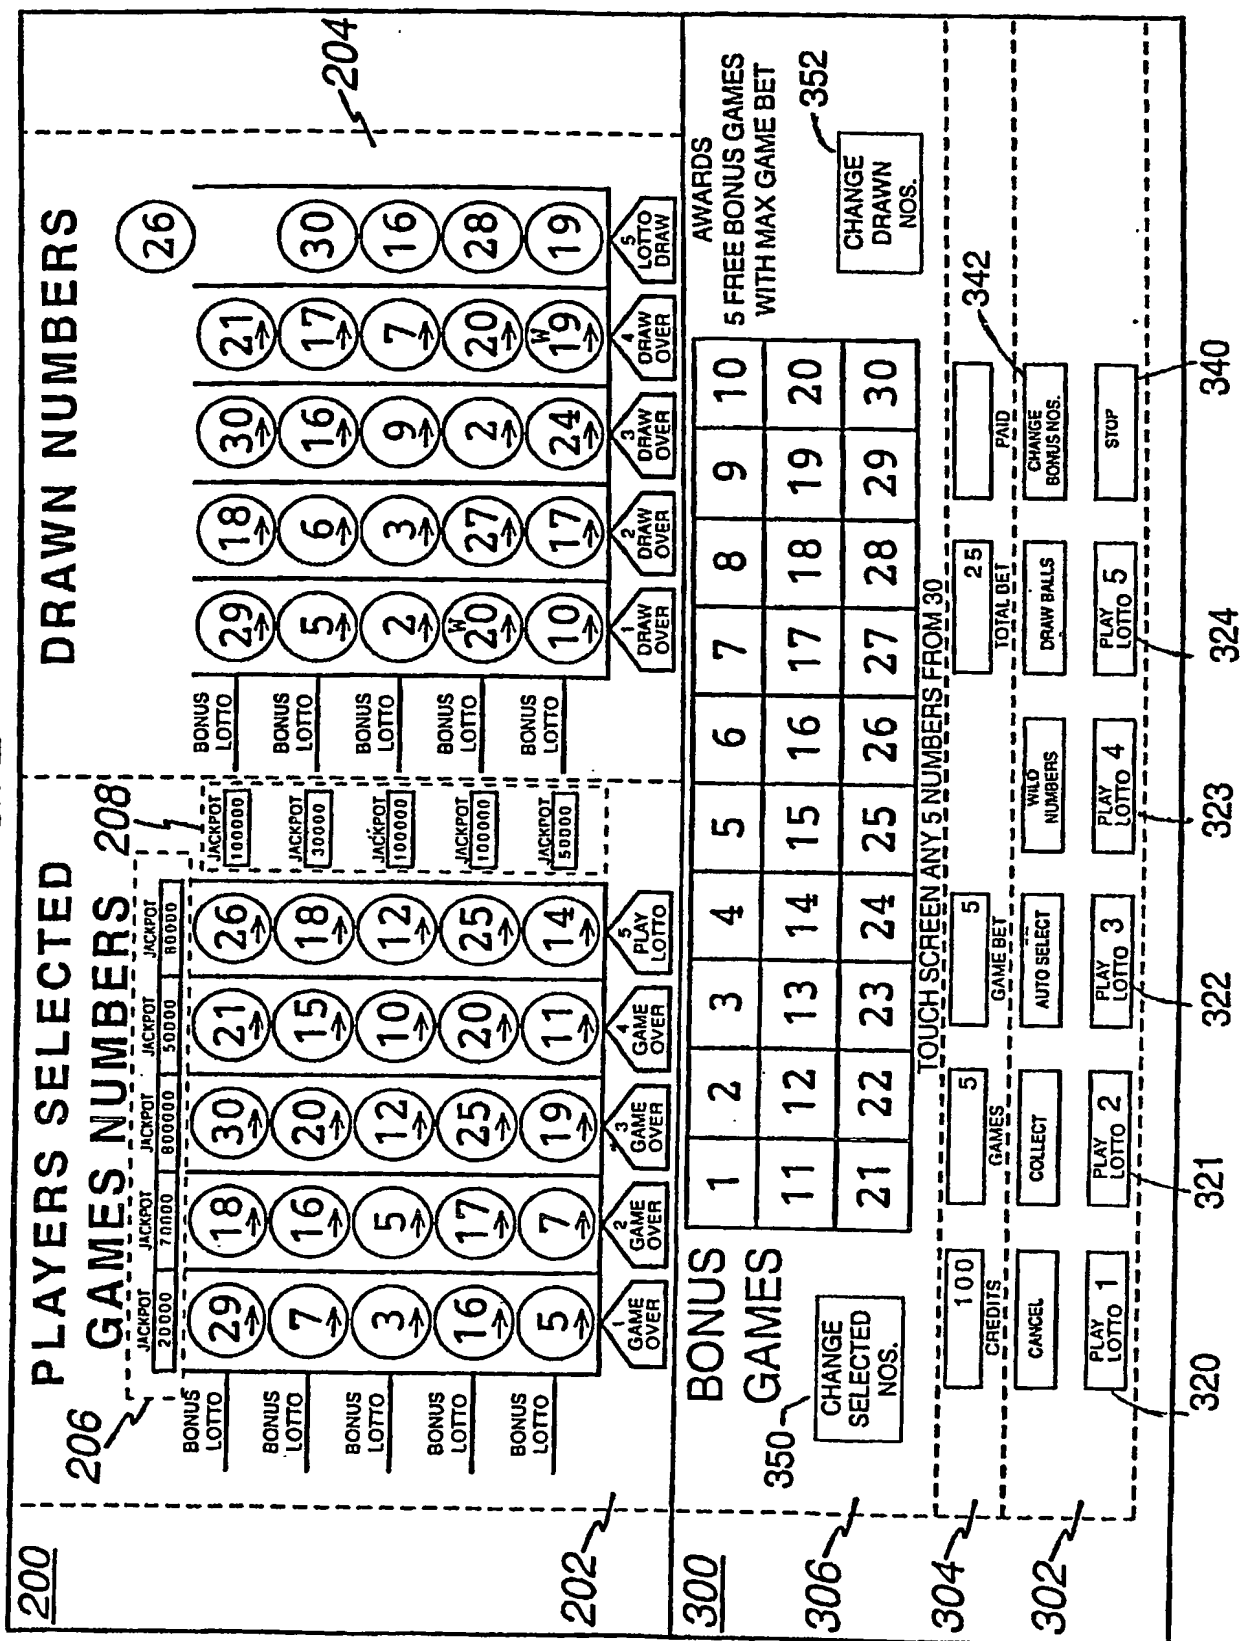 200
PLAYERS SELECTED
GAMES NUMBERS
DRAWN NUMBERS
206
208
204
JACKPOT JACKPOT JACKPOT JACKPOT JACKPOT
20000 70000 800000 50000 80000
26
BONUS LOTTO 29 18 30 21 26 JACKPOT 100000 BONUS LOTTO 29 18 30 21
BONUS LOTTO 7 16 20 15 18 JACKPOT 30000 BONUS LOTTO 5 6 16 17 30
BONUS LOTTO 3 5 12 10 12 JACKPOT 100000 BONUS LOTTO 2 3 9 7 16
BONUS LOTTO 16 17 25 20 25 JACKPOT 100000 BONUS LOTTO W 20 27 2 20 28
BONUS LOTTO 5 7 19 11 14 JACKPOT 50000 BONUS LOTTO 10 17 24 W 19 19
1 GAME OVER 2 GAME OVER 3 GAME OVER 4 GAME OVER 5 PLAY LOTTO
1 DRAW OVER 2 DRAW OVER 3 DRAW OVER 4 DRAW OVER 5 LOTTO DRAW
202
300
BONUS
GAMES
350
CHANGE
SELECTED
NOS.
1 2 3 4 5 6 7 8 9 10
11 12 13 14 15 16 17 18 19 20
21 22 23 24 25 26 27 28 29 30
AWARDS
5 FREE BONUS GAMES
WITH MAX GAME BET
CHANGE
DRAWN
NOS.
352
306
TOUCH SCREEN ANY 5 NUMBERS FROM 30
304
100 5 5 25
CREDITS GAMES GAME BET TOTAL BET PAID
342
302
CANCEL COLLECT AUTO SELECT WILD NUMBERS DRAW BALLS CHANGE BONUS NOS.
PLAY LOTTO 1 PLAY LOTTO 2 PLAY LOTTO 3 PLAY LOTTO 4 PLAY LOTTO 5 STOP
320 321 322 323 324 340